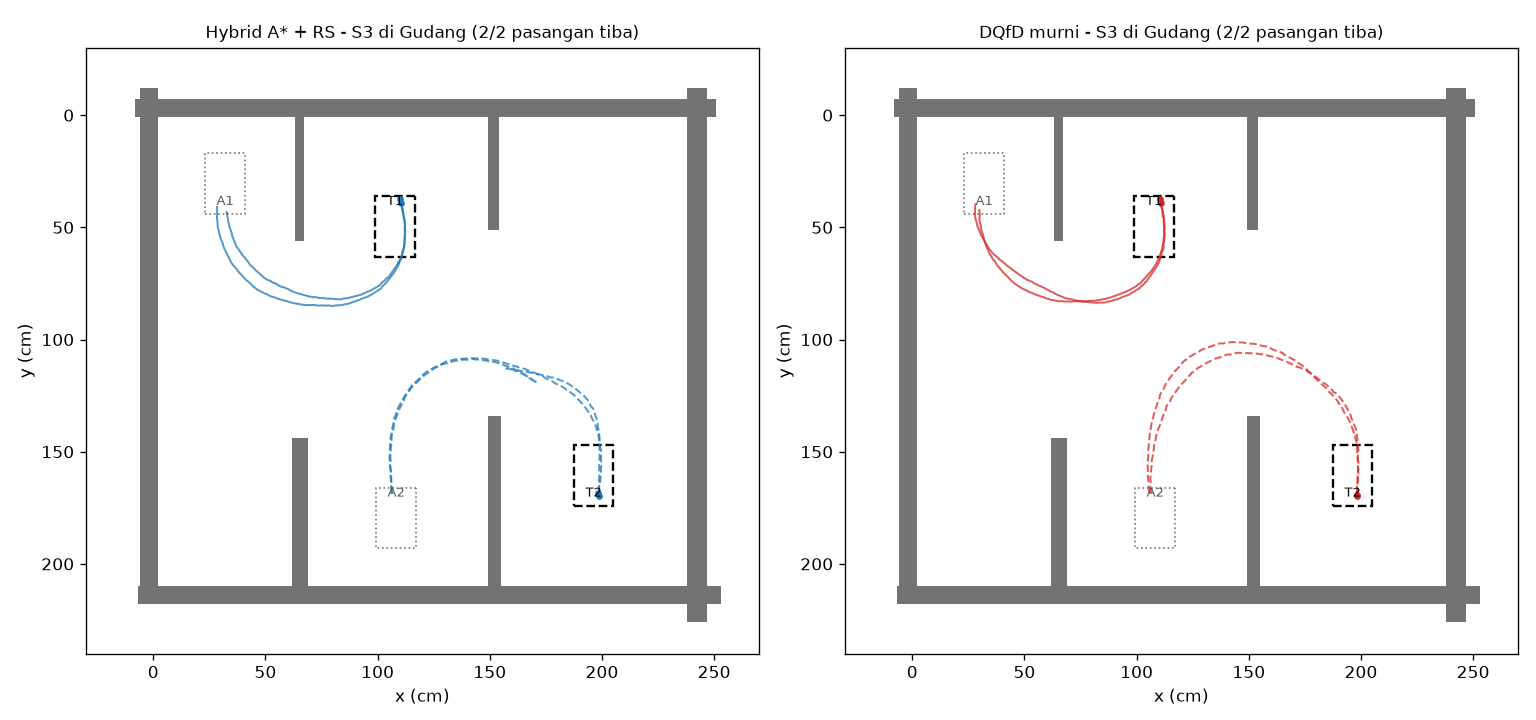 Hybrid A* + RS - S3 di Gudang (2/2 pasangan tiba)
y (cm)
0
50
100
150
200
A1
T1
A2
T2
0 50 100 150 200 250
x (cm)
DQfD murni - S3 di Gudang (2/2 pasangan tiba)
y (cm)
0
50
100
150
200
A1
T1
A2
T2
0 50 100 150 200 250
x (cm)